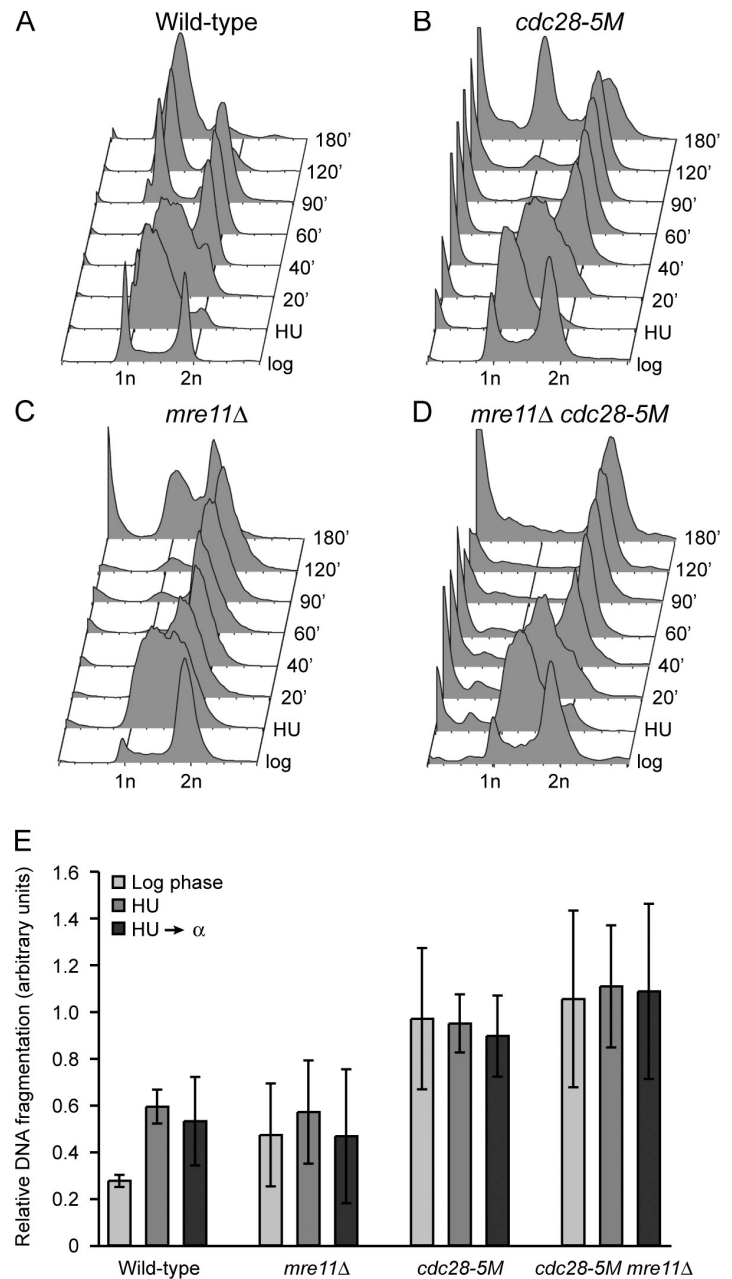 A
Wild-type
180'
120'
90'
60'
40'
20'
HU
log
1n 2n
B
cdc28-5M
180'
120'
90'
60'
40'
20'
HU
log
1n 2n
C
mre11Δ
180'
120'
90'
60'
40'
20'
HU
log
1n 2n
D
mre11Δ cdc28-5M
180'
120'
90'
60'
40'
20'
HU
log
1n 2n
E
Relative DNA fragmentation (arbitrary units)
1.6
1.4
1.2
1.0
0.8
0.6
0.4
0.2
0
Log phase
HU
HU → α
Wild-type
mre11Δ
cdc28-5M
cdc28-5M mre11Δ